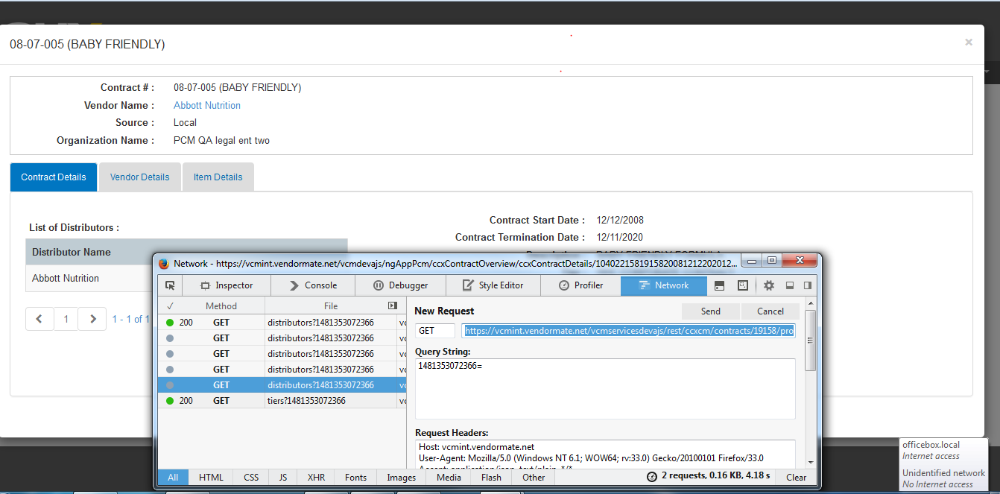 08-07-005 (BABY FRIENDLY)
×
Contract # : 08-07-005 (BABY FRIENDLY)
Vendor Name : Abbott Nutrition
Source : Local
Organization Name : PCM QA legal ent two
Contract Details Vendor Details Item Details
List of Distributors :
Distributor Name
Abbott Nutrition
1 1 - 1 of 1
Contract Start Date : 12/12/2008
Contract Termination Date : 12/11/2020
Network - https://vcmint.vendormate.net/vcmdevajs/ngAppPcm/ccxContractOverview/ccxContractDetails/1040221581915820081212202012...
Inspector Console Debugger Style Editor Profiler Network
✓ Method File
200 GET distributors?1481353072366 vc
GET distributors?1481353072366 vc
GET distributors?1481353072366 vc
GET distributors?1481353072366 vc
GET distributors?1481353072366 vc
200 GET tiers?1481353072366 vc
New Request Send Cancel
GET https://vcmint.vendormate.net/vcmservicesdevajs/rest/ccxcm/contracts/19158/pro
Query String:
1481353072366=
Request Headers:
Host: vcmint.vendormate.net
User-Agent: Mozilla/5.0 (Windows NT 6.1; WOW64; rv:33.0) Gecko/20100101 Firefox/33.0
All HTML CSS JS XHR Fonts Images Media Flash Other 2 requests, 0.16 KB, 4.18 s Clear
officebox.local
Internet access
Unidentified network
No Internet access